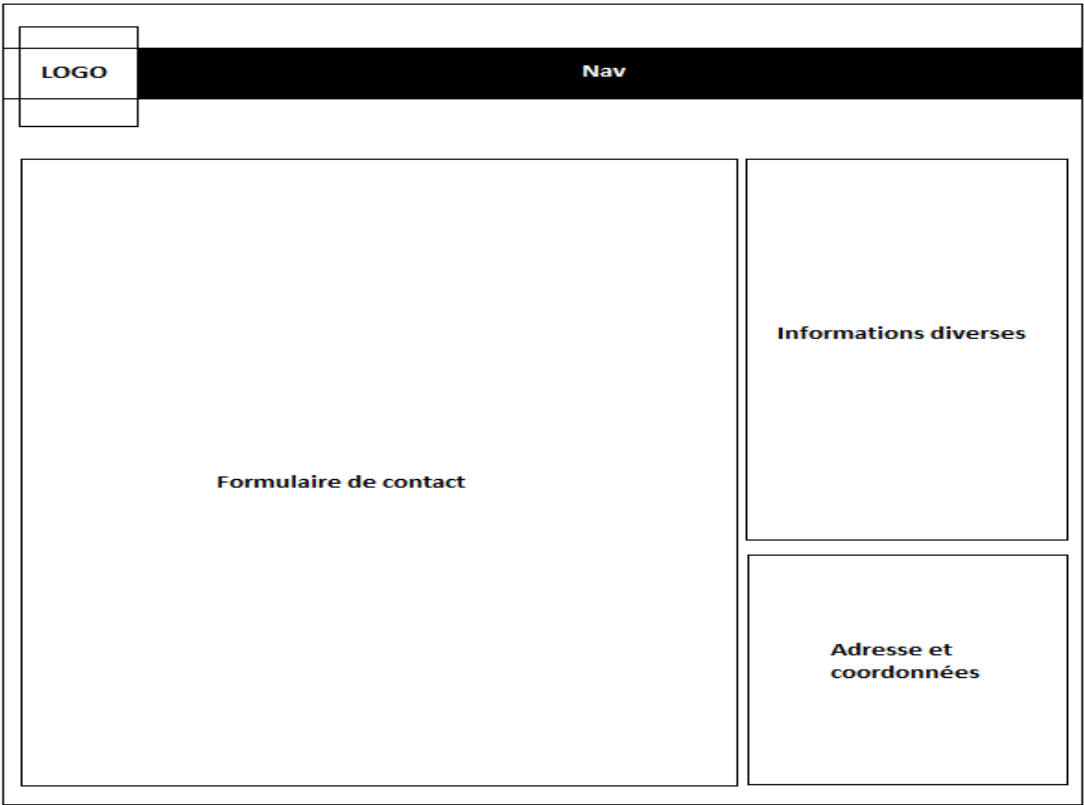 LOGO
Nav
Informations diverses
Formulaire de contact
Adresse et
coordonnées